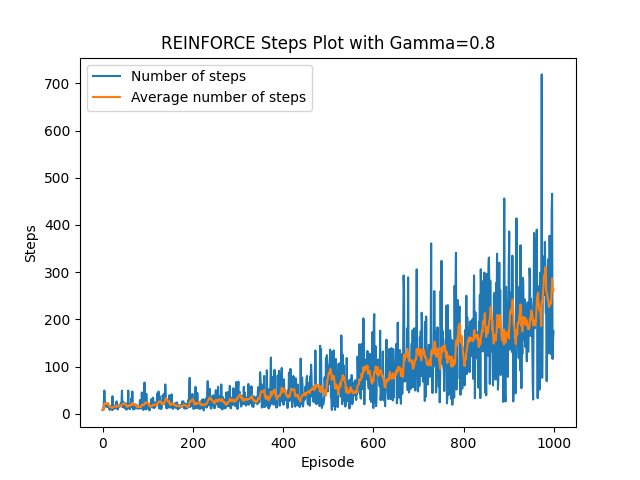 REINFORCE Steps Plot with Gamma=0.8
Number of steps
Average number of steps
700
600
500
400
300
200
100
0
Steps
0 200 400 600 800 1000
Episode